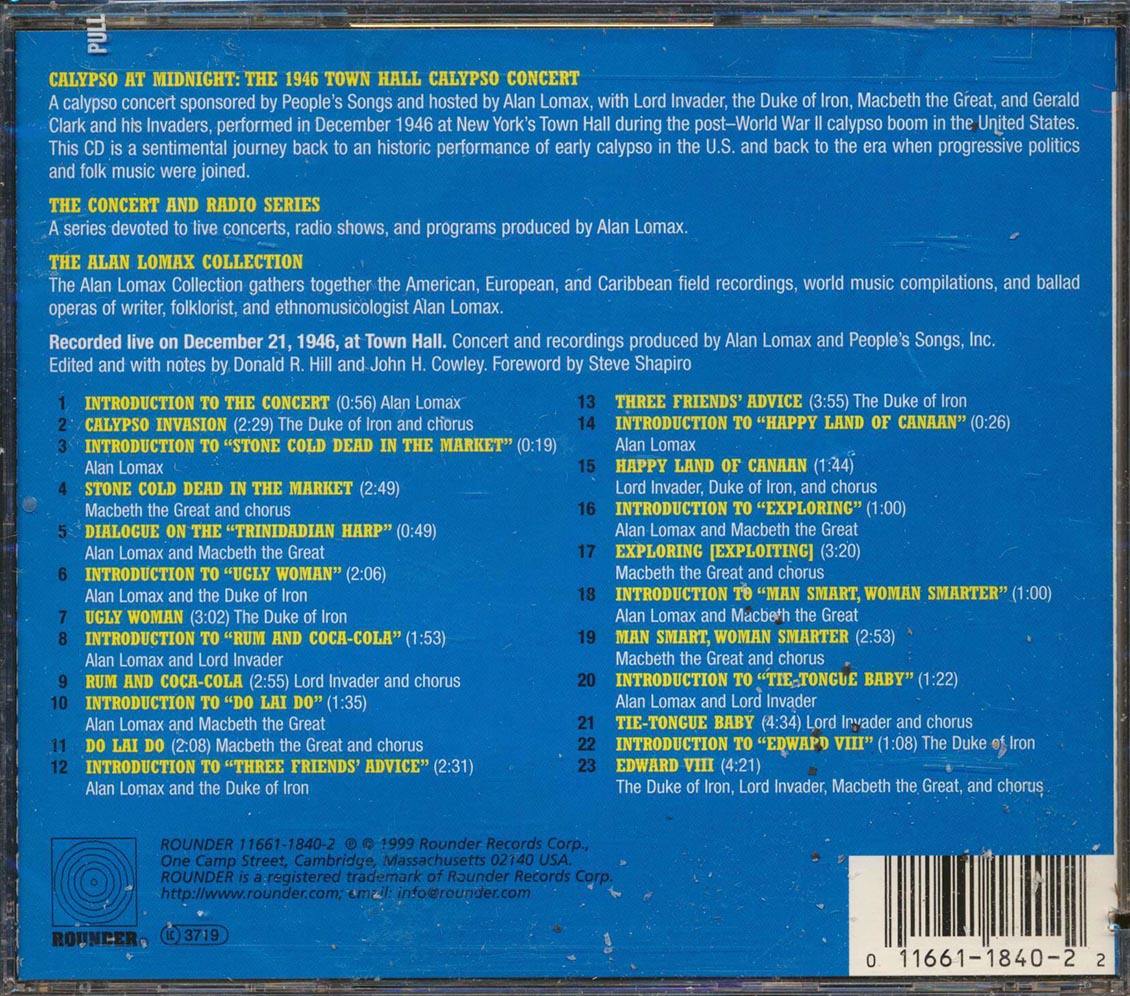 PULL
CALYPSO AT MIDNIGHT: THE 1946 TOWN HALL CALYPSO CONCERT
A calypso concert sponsored by People's Songs and hosted by Alan Lomax, with Lord Invader, the Duke of Iron, Macbeth the Great, and Gerald
Clark and his Invaders, performed in December 1946 at New York's Town Hall during the post–World War II calypso boom in the United States.
This CD is a sentimental journey back to an historic performance of early calypso in the U.S. and back to the era when progressive politics
and folk music were joined.
THE CONCERT AND RADIO SERIES
A series devoted to live concerts, radio shows, and programs produced by Alan Lomax.
THE ALAN LOMAX COLLECTION
The Alan Lomax Collection gathers together the American, European, and Caribbean field recordings, world music compilations, and ballad
operas of writer, folklorist, and ethnomusicologist Alan Lomax.
Recorded live on December 21, 1946, at Town Hall. Concert and recordings produced by Alan Lomax and People's Songs, Inc.
Edited and with notes by Donald R. Hill and John H. Cowley. Foreword by Steve Shapiro
1 INTRODUCTION TO THE CONCERT (0:56) Alan Lomax
2 CALYPSO INVASION (2:29) The Duke of Iron and chorus
3 INTRODUCTION TO "STONE COLD DEAD IN THE MARKET" (0:19)
Alan Lomax
4 STONE COLD DEAD IN THE MARKET (2:49)
Macbeth the Great and chorus
5 DIALOGUE ON THE "TRINIDADIAN HARP" (0:49)
Alan Lomax and Macbeth the Great
6 INTRODUCTION TO "UGLY WOMAN" (2:06)
Alan Lomax and the Duke of Iron
7 UGLY WOMAN (3:02) The Duke of Iron
8 INTRODUCTION TO "RUM AND COCA-COLA" (1:53)
Alan Lomax and Lord Invader
9 RUM AND COCA-COLA (2:55) Lord Invader and chorus
10 INTRODUCTION TO "DO LAI DO" (1:35)
Alan Lomax and Macbeth the Great
11 DO LAI DO (2:08) Macbeth the Great and chorus
12 INTRODUCTION TO "THREE FRIENDS' ADVICE" (2:31)
Alan Lomax and the Duke of Iron
13 THREE FRIENDS' ADVICE (3:55) The Duke of Iron
14 INTRODUCTION TO "HAPPY LAND OF CANAAN" (0:26)
Alan Lomax
15 HAPPY LAND OF CANAAN (1:44)
Lord Invader, Duke of Iron, and chorus
16 INTRODUCTION TO "EXPLORING" (1:00)
Alan Lomax and Macbeth the Great
17 EXPLORING [EXPLOITING] (3:20)
Macbeth the Great and chorus
18 INTRODUCTION TO "MAN SMART, WOMAN SMARTER" (1:00)
Alan Lomax and Macbeth the Great
19 MAN SMART, WOMAN SMARTER (2:53)
Macbeth the Great and chorus
20 INTRODUCTION TO "TIE-TONGUE BABY" (1:22)
Alan Lomax and Lord Invader
21 TIE-TONGUE BABY (4:34) Lord Invader and chorus
22 INTRODUCTION TO "EDWARD VIII" (1:08) The Duke of Iron
23 EDWARD VIII (4:21)
The Duke of Iron, Lord Invader, Macbeth the Great, and chorus
ROUNDER 11661-1840-2 ℗ © 1999 Rounder Records Corp.,
One Camp Street, Cambridge, Massachusetts 02140 USA.
ROUNDER is a registered trademark of Rounder Records Corp.
http://www.rounder.com; email: info@rounder.com
ROUNDER®
LC 3719
0 11661-1840-2 2